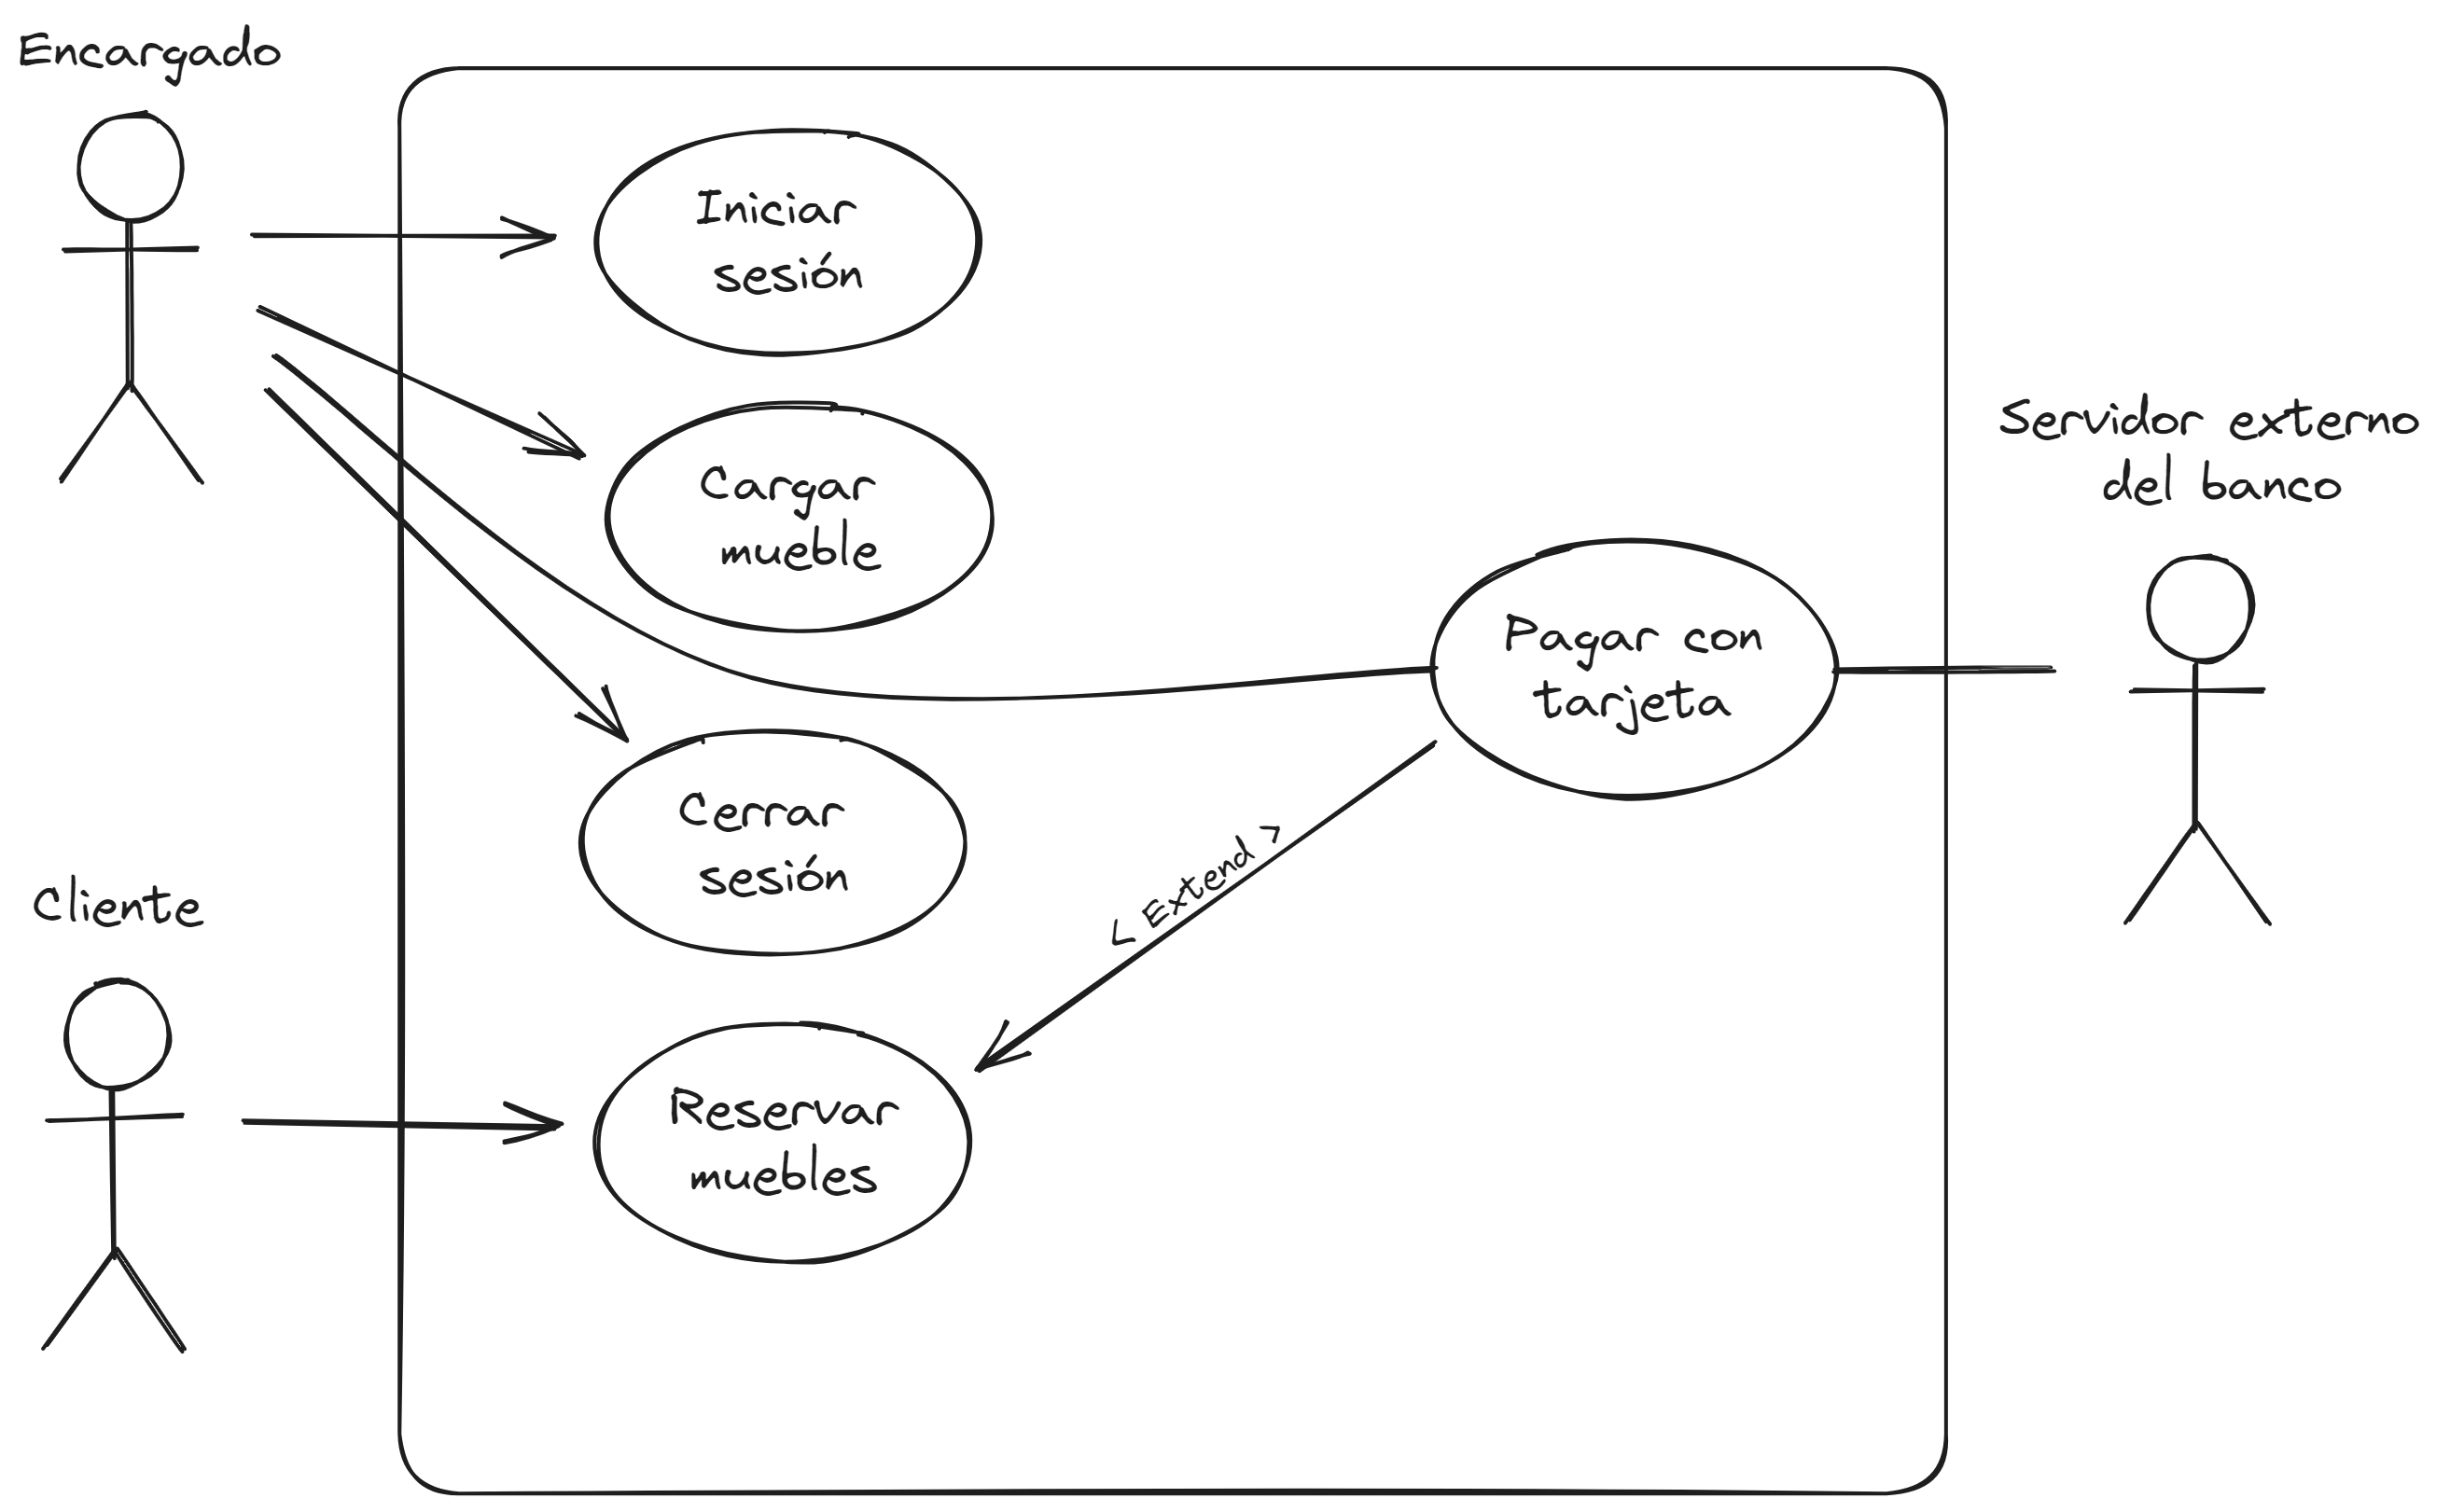 Encargado
Iniciar
sesión
Cargar
mueble
Servidor externo
del banco
Pagar con
tarjeta
Cerrar
sesión
< Extend >
Cliente
Reservar
muebles